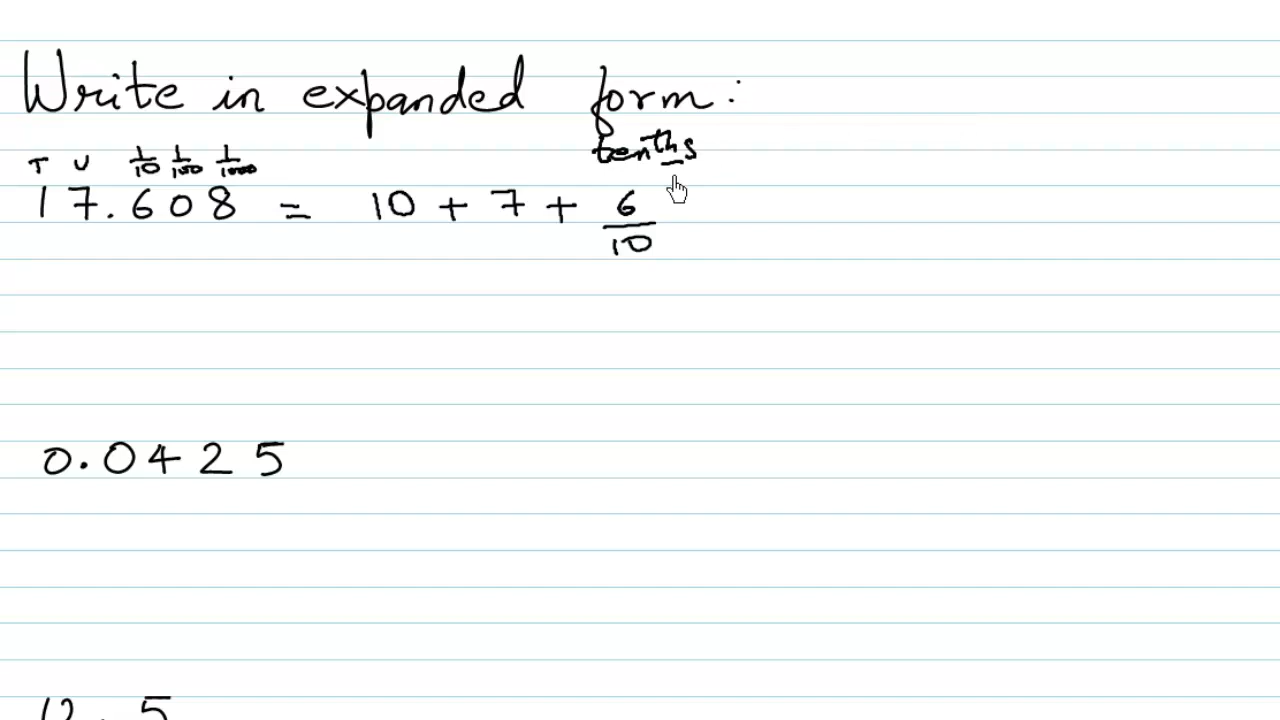 Write in expanded form:
tenths
T U 1/10 1/100 1/1000
17.608 = 10 + 7 + 6/10
0.0425